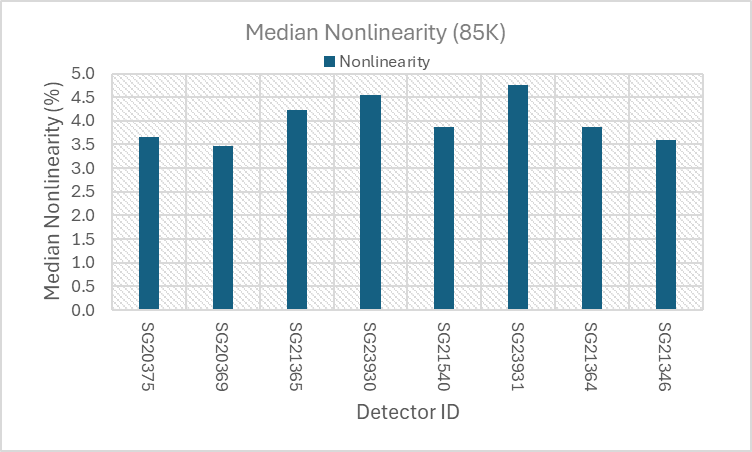 Median Nonlinearity (85K)
Nonlinearity
Median Nonlinearity (%)
5.0
4.5
4.0
3.5
3.0
2.5
2.0
1.5
1.0
0.5
0.0
SG20375
SG20369
SG21365
SG23930
SG21540
SG23931
SG21364
SG21346
Detector ID